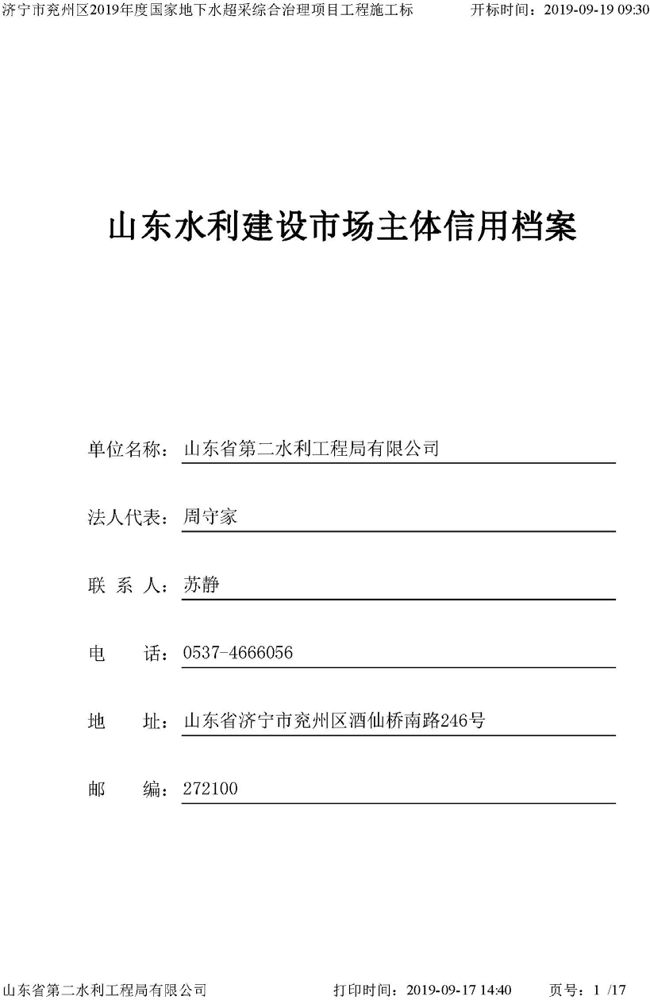 济宁市兖州区2019年度国家地下水超采综合治理项目工程施工标 开标时间：2019-09-19 09:30
山东水利建设市场主体信用档案
单位名称： 山东省第二水利工程局有限公司
法人代表： 周守家
联 系 人： 苏静
电 话： 0537-4666056
地 址： 山东省济宁市兖州区酒仙桥南路246号
邮 编： 272100
山东省第二水利工程局有限公司 打印时间：2019-09-17 14:40 页号：1 /17